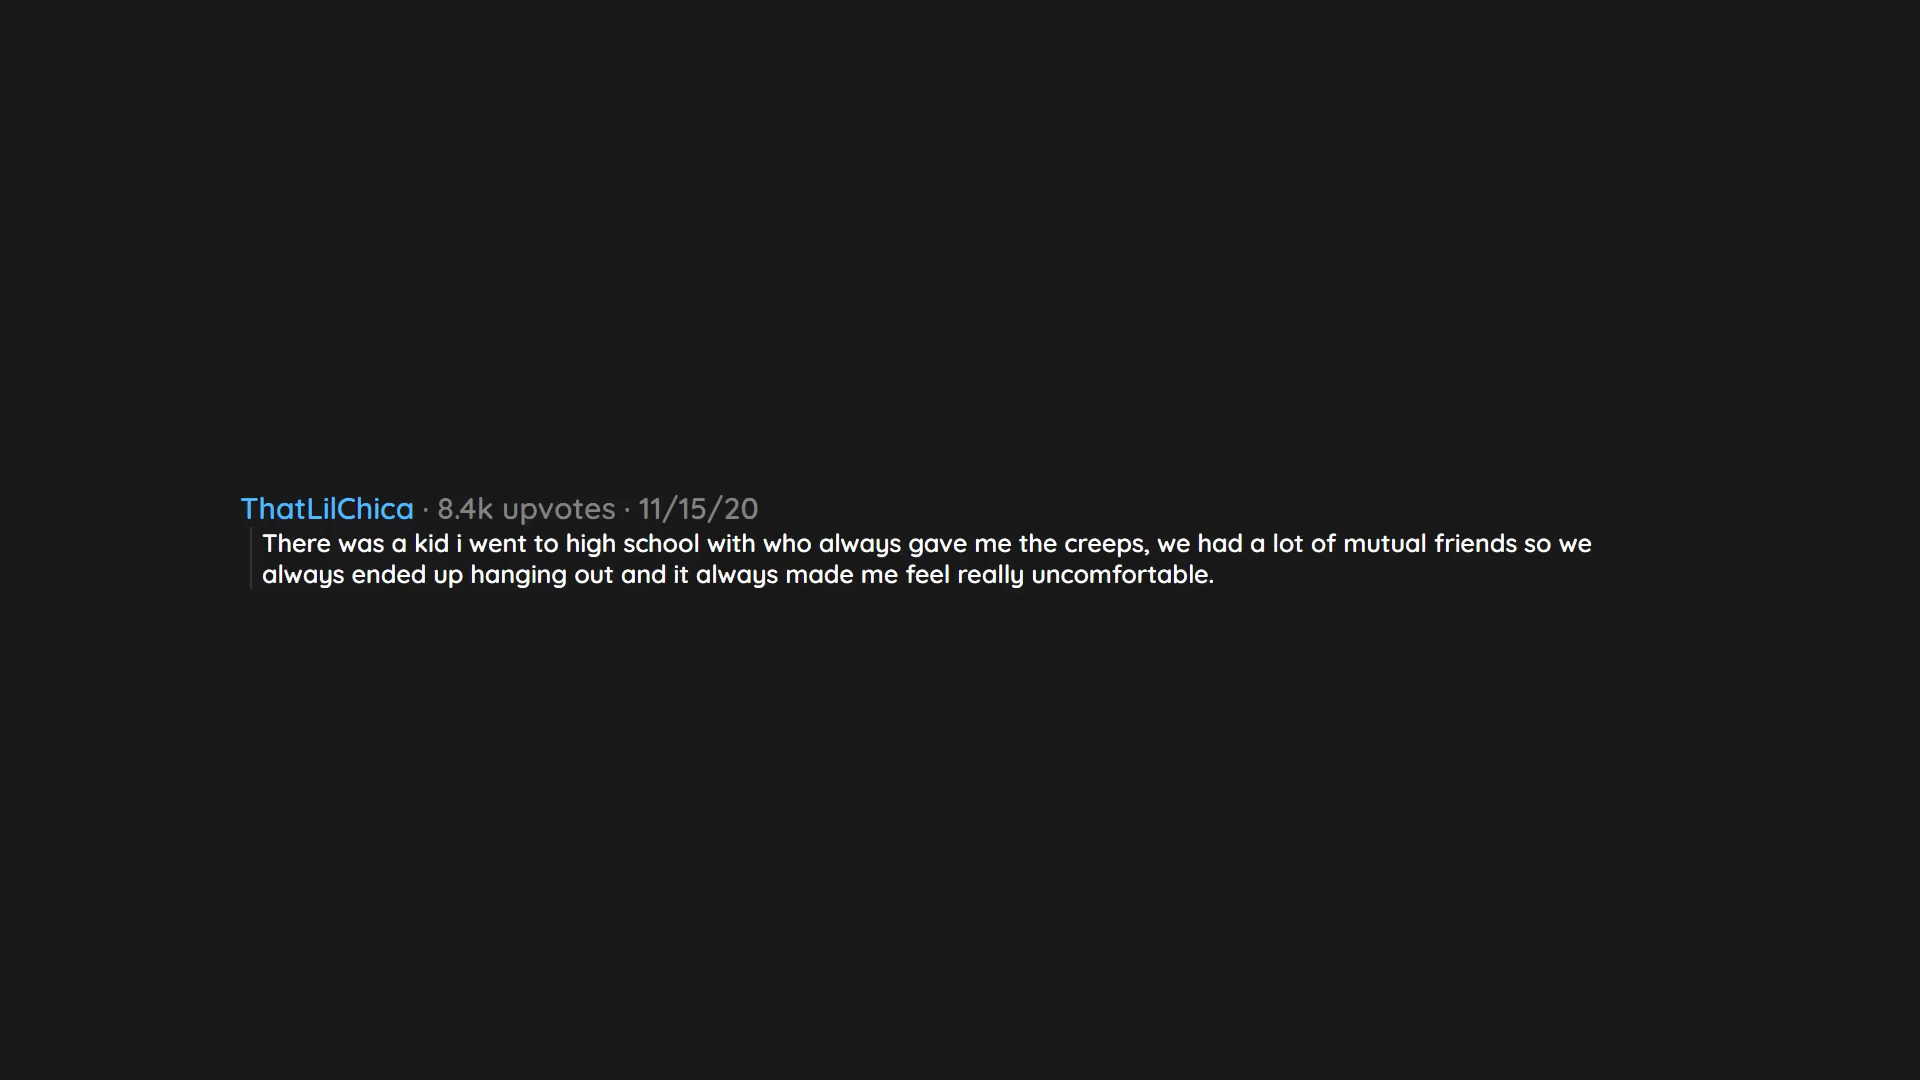 ThatLilChica · 8.4k upvotes · 11/15/20
There was a kid i went to high school with who always gave me the creeps, we had a lot of mutual friends so we
always ended up hanging out and it always made me feel really uncomfortable.